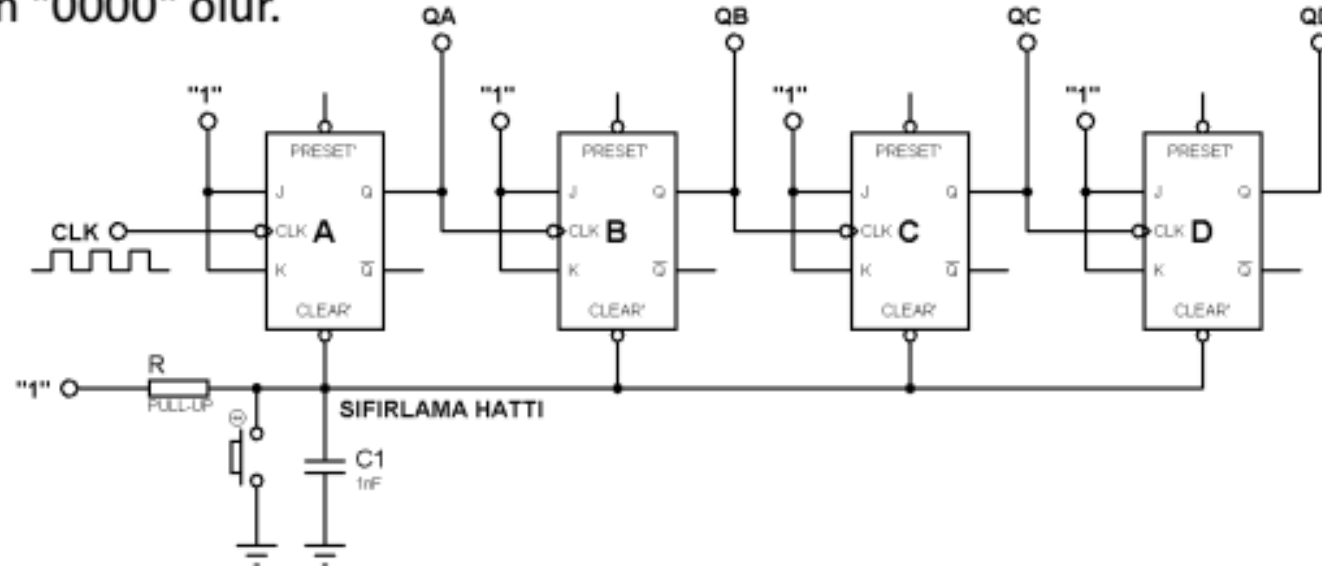 "0000" olur.
QA
QB
QC
"1"
"1"
"1"
"1"
PRESET'
PRESET'
PRESET'
PRESET'
J
Q
J
Q
J
Q
J
Q
CLK
CLK
A
CLK
B
CLK
C
CLK
D
K
Q
K
Q
K
Q
K
Q
CLEAR'
CLEAR'
CLEAR'
CLEAR'
R
"1"
PULL-UP
SIFIRLAMA HATTI
C1
1nF